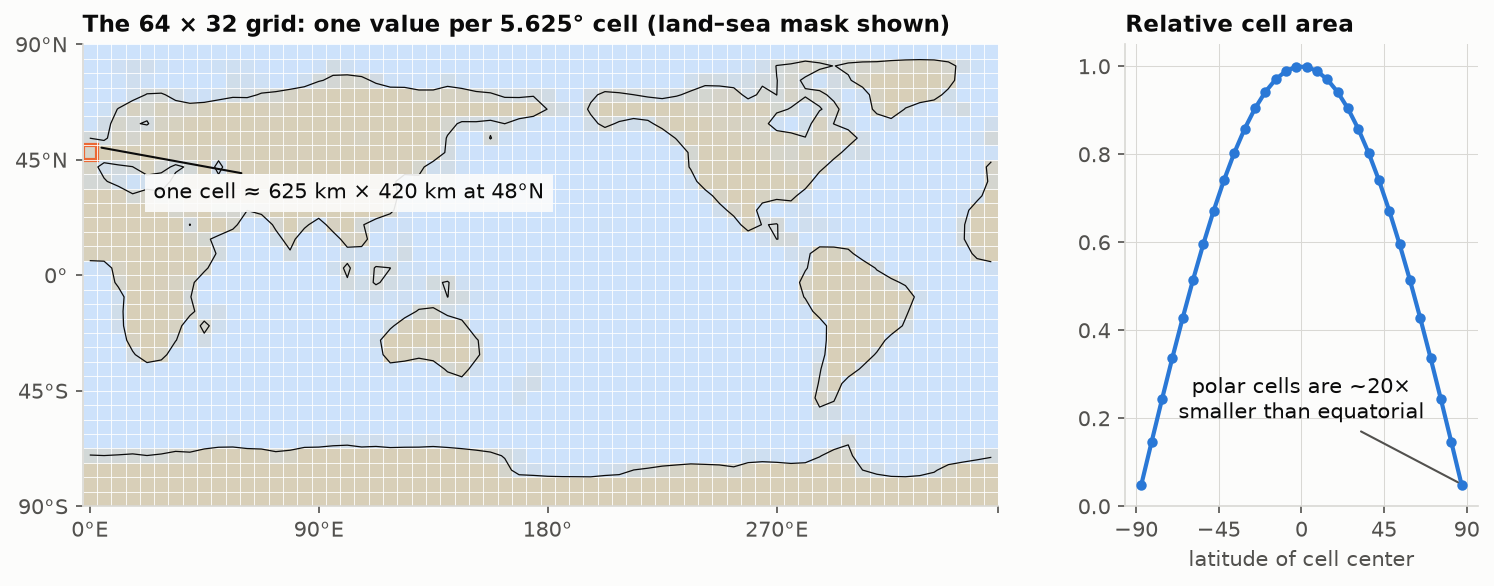 The 64 × 32 grid: one value per 5.625° cell (land–sea mask shown)
90°N
45°N
0°
45°S
90°S
0°E
90°E
180°
270°E
one cell ≈ 625 km × 420 km at 48°N
Relative cell area
1.0
0.8
0.6
0.4
0.2
0.0
−90
−45
0
45
90
polar cells are ~20×
smaller than equatorial
latitude of cell center